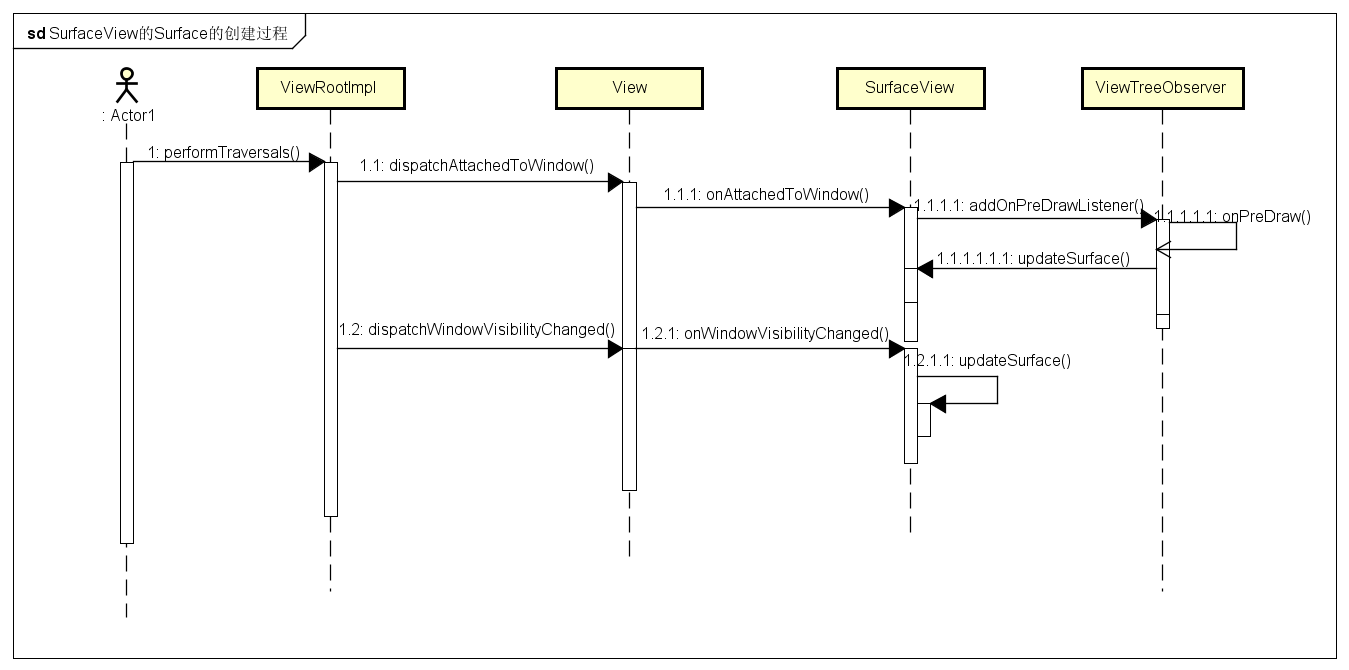 sd SurfaceView的Surface的创建过程
: Actor1
ViewRootImpl
View
SurfaceView
ViewTreeObserver
1: performTraversals()
1.1: dispatchAttachedToWindow()
1.1.1: onAttachedToWindow()
1.1.1.1: addOnPreDrawListener()
1.1.1.1.1: onPreDraw()
1.1.1.1.1.1: updateSurface()
1.2: dispatchWindowVisibilityChanged()
1.2.1: onWindowVisibilityChanged()
1.2.1.1: updateSurface()